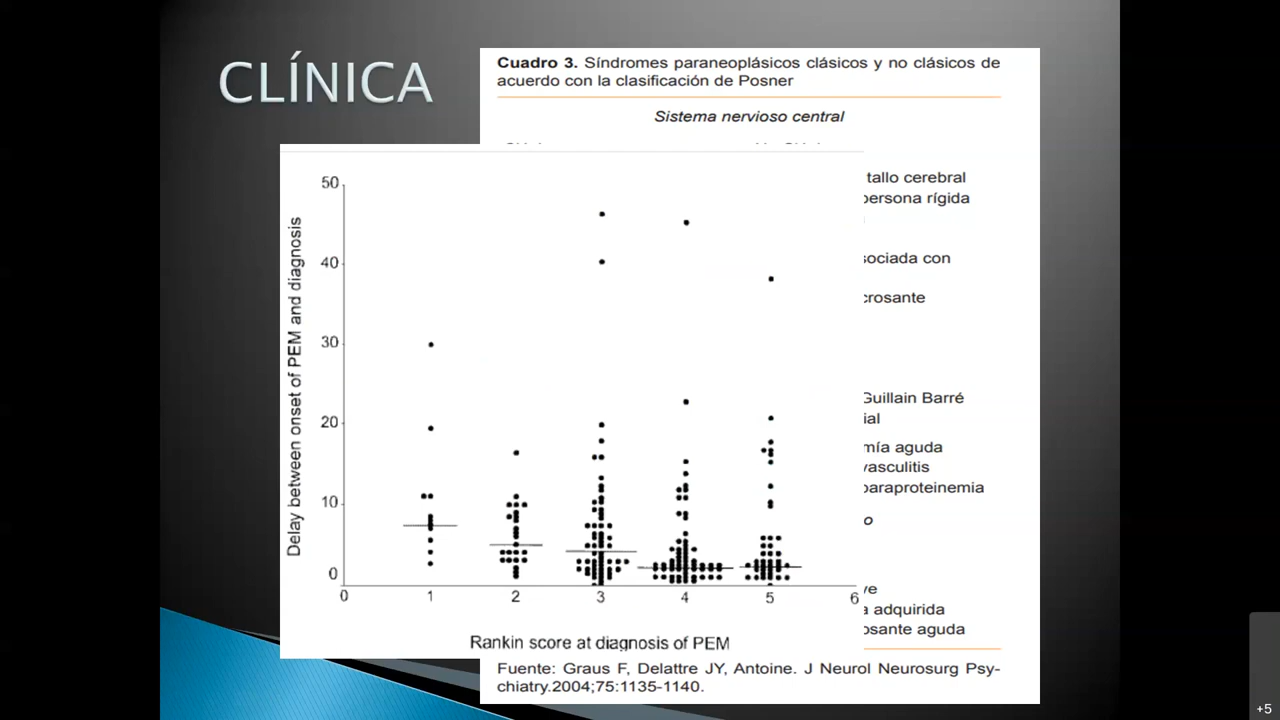 CLÍNICA
Cuadro 3. Síndromes paraneoplásicos clásicos y no clásicos de
acuerdo con la clasificación de Posner
Sistema nervioso central
tallo cerebral
persona rígida
sociada con
crosante
Guillain Barré
ial
mía aguda
vasculitis
paraproteinemia
o
ve
a adquirida
osante aguda
Fuente: Graus F, Delattre JY, Antoine. J Neurol Neurosurg Psy-
chiatry.2004;75:1135-1140.
Delay between onset of PEM and diagnosis
50
40
30
20
10
0
0 1 2 3 4 5 6
Rankin score at diagnosis of PEM
+5